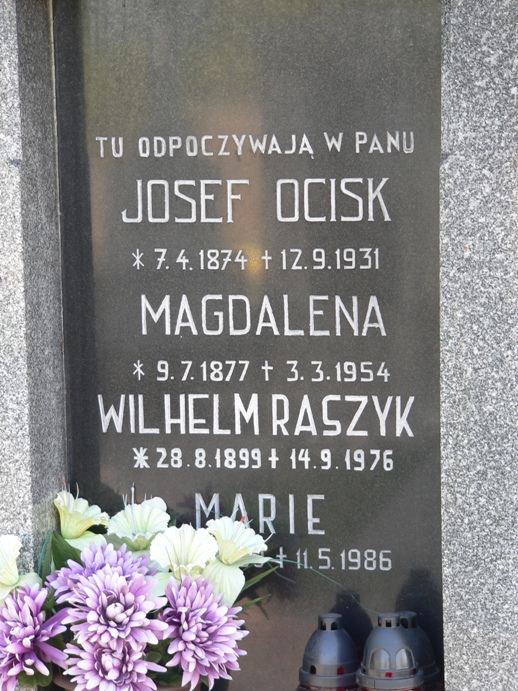 TU ODPOCZYWAJĄ W PANU
JOSEF OCISK
* 7.4.1874 † 12.9.1931
MAGDALENA
* 9.7.1877 † 3.3.1954
WILHELM RASZYK
* 28.8.1899 † 14.9.1976
MARIE
† 11.5.1986